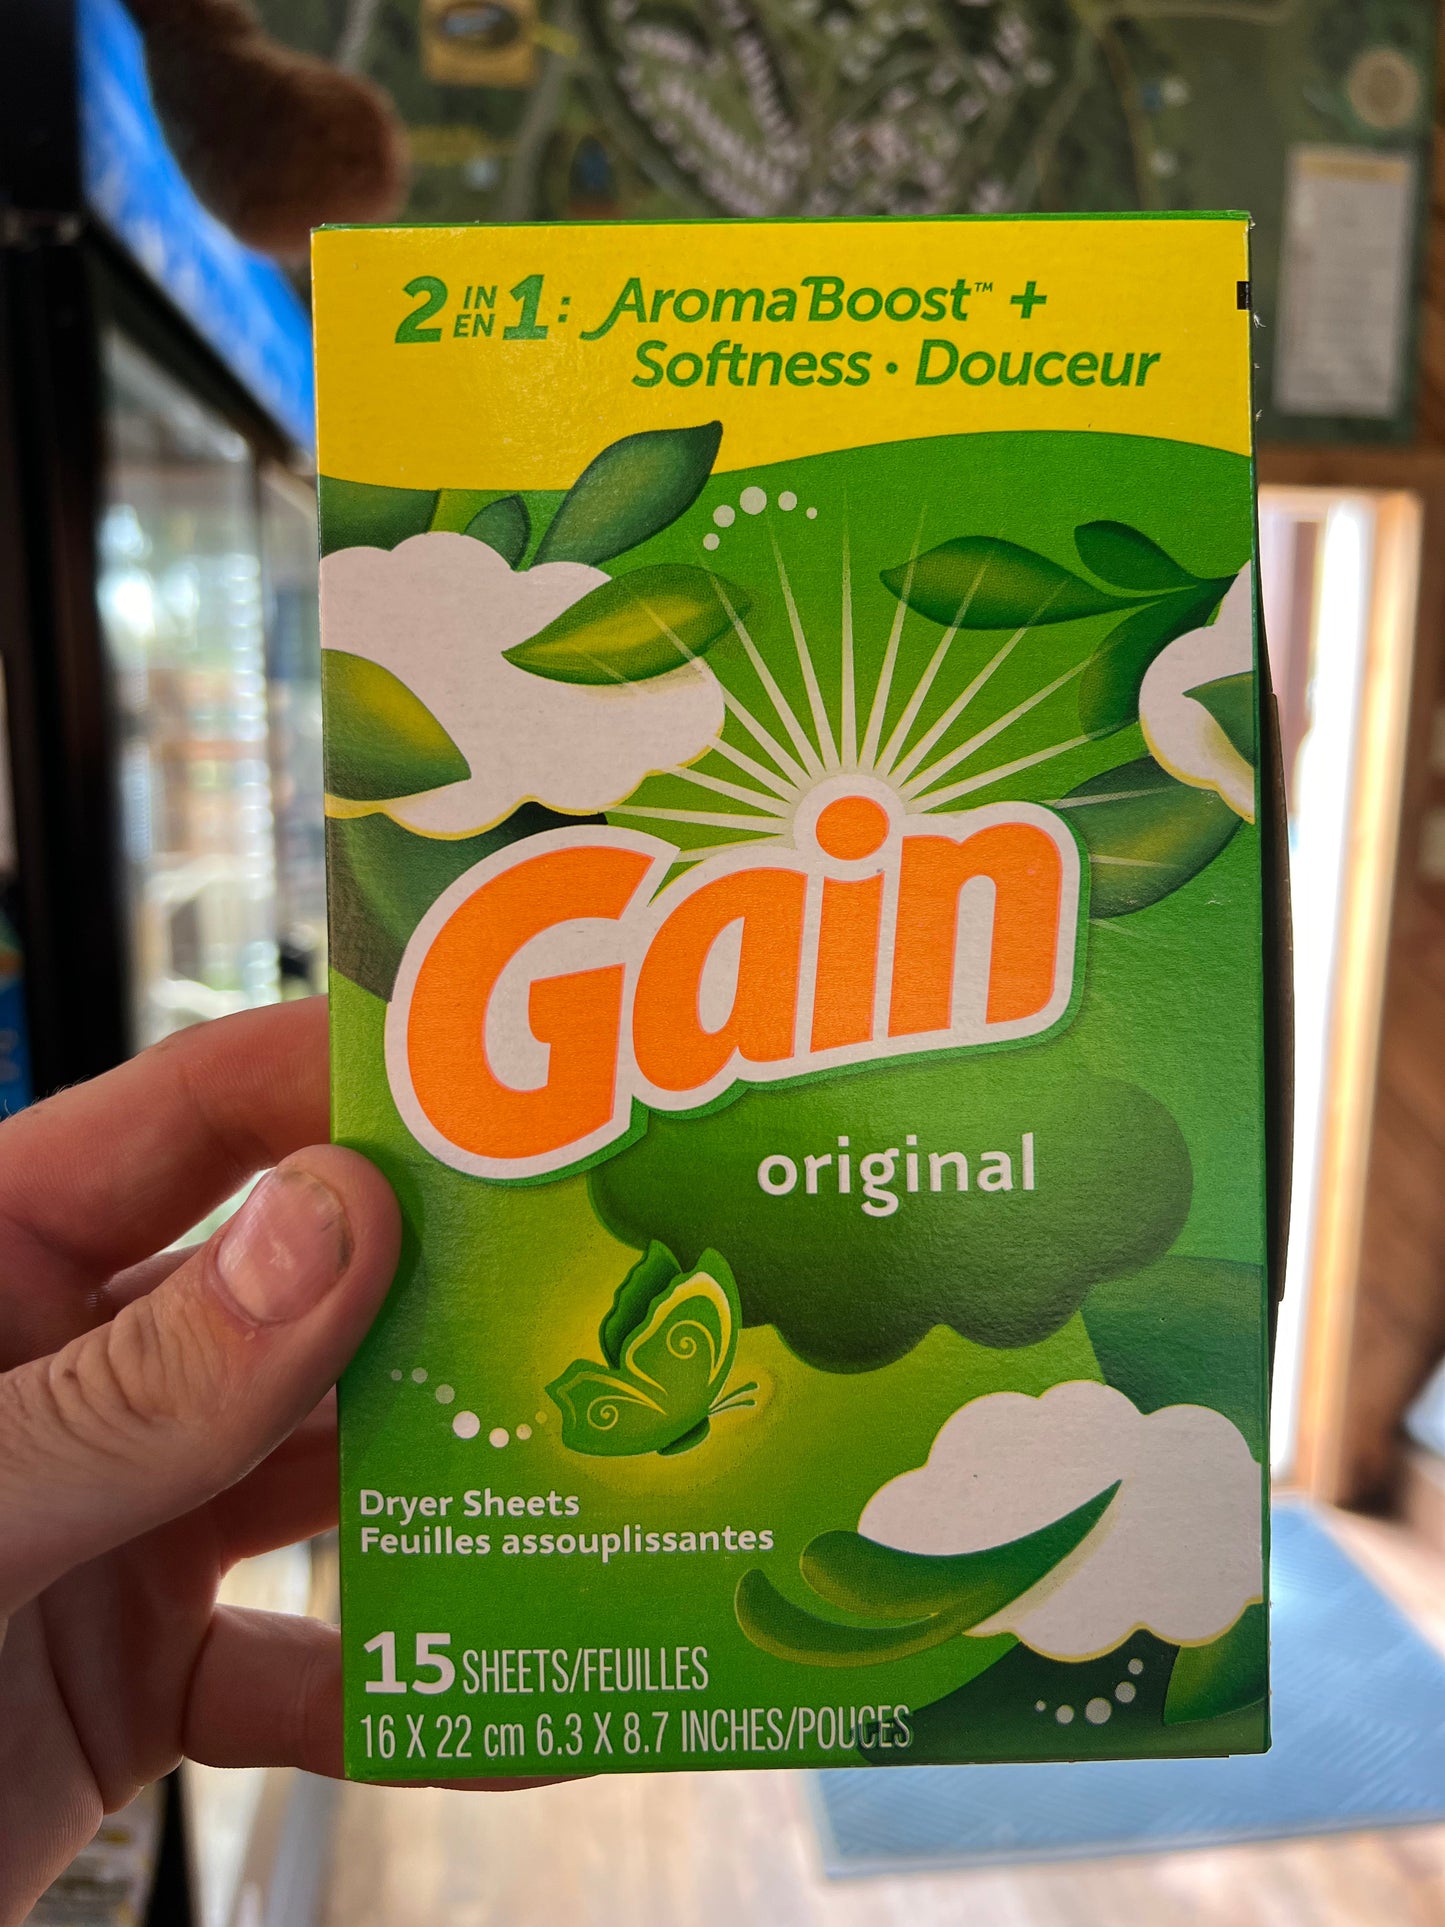 2 IN EN 1: AromaBoost™ +
Softness • Douceur
Gain
original
Dryer Sheets
Feuilles assouplissantes
15 SHEETS/FEUILLES
16 X 22 cm 6.3 X 8.7 INCHES/POUCES